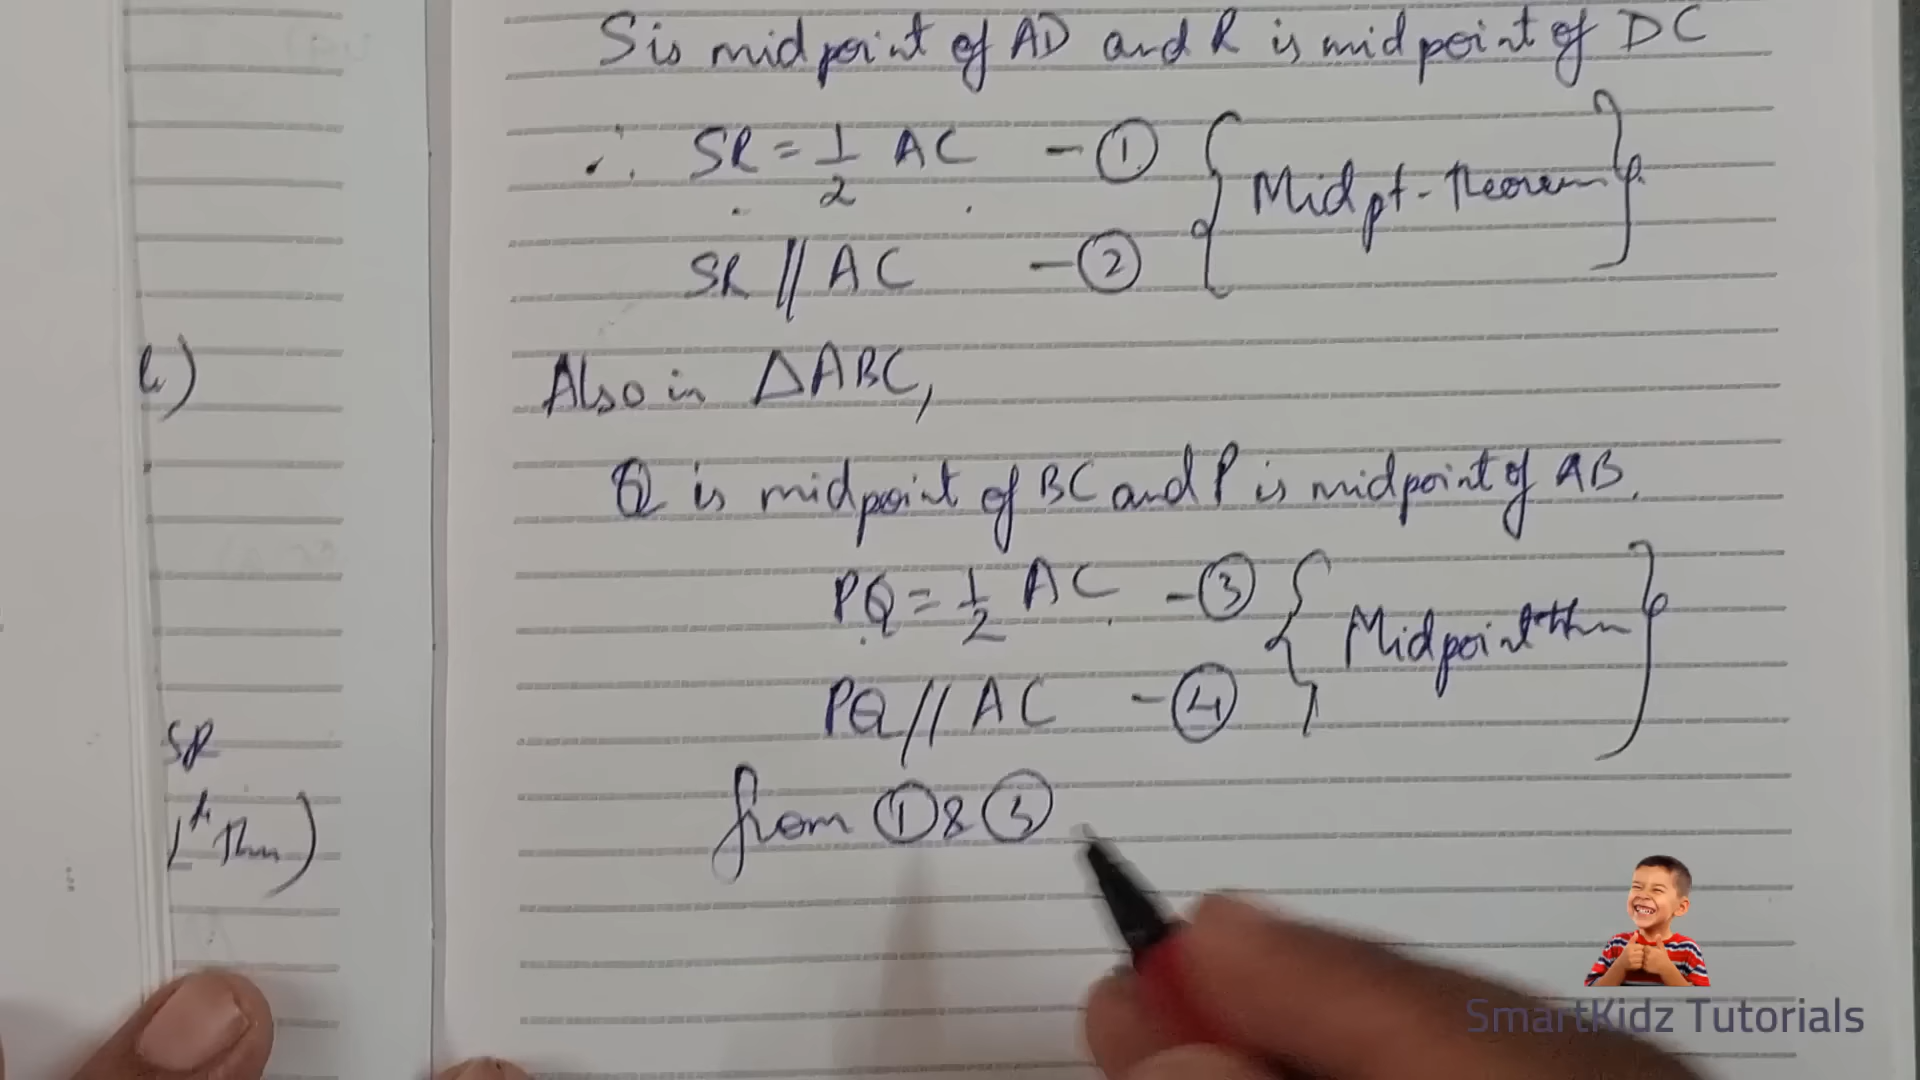 S is midpoint of AD and R is midpoint of DC
∴ SR = 1/2 AC - ① { Midpt-theorem }
SR // AC - ②
Also in △ABC,
Q is midpoint of BC and P is midpoint of AB.
PQ = 1/2 AC - ③ { Midpoint thm }
PQ // AC - ④
from ① & ③
SR
Thm)
SmartKidz Tutorials